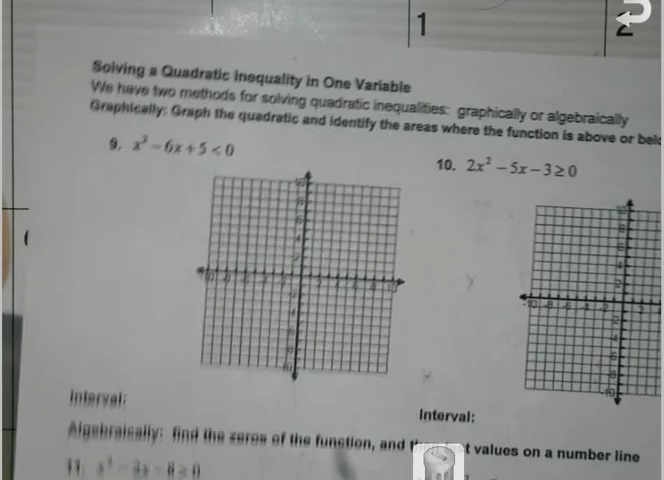 1 2
Solving a Quadratic Inequality in One Variable
We have two methods for solving quadratic inequalities: graphically or algebraically
Graphically: Graph the quadratic and identify the areas where the function is above or
9. x² - 6x + 5 < 0
10. 2x² - 5x - 3 ≥ 0
Interval:
Interval:
Algebraically: find the zeros of the function, and values on a number line
11.